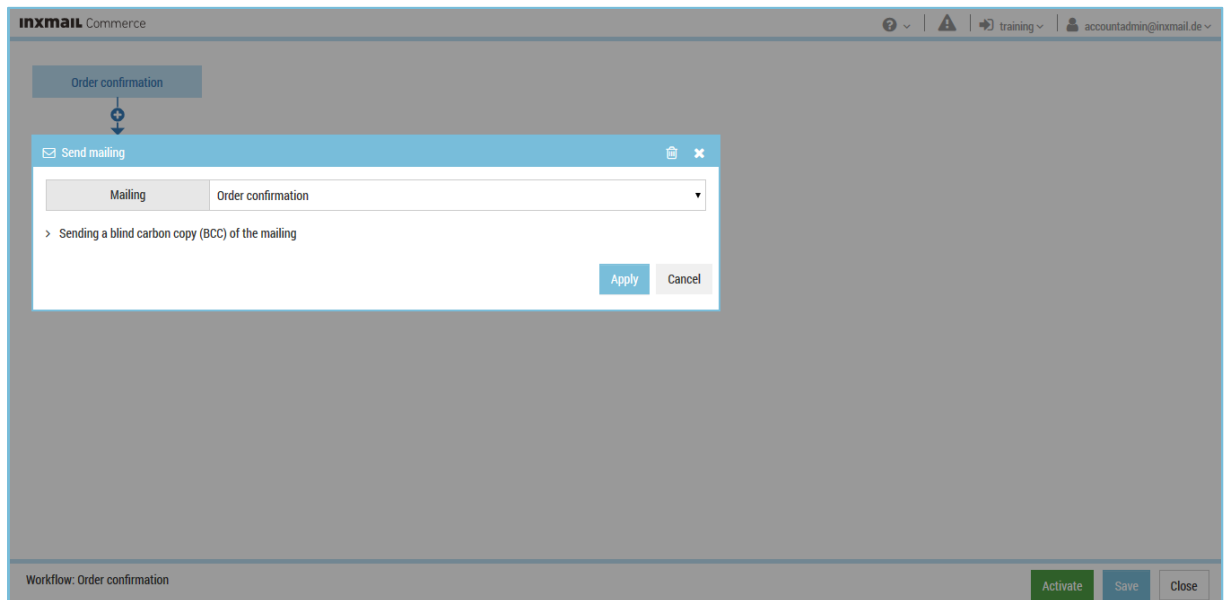 ınxmaıL Commerce
training
accountadmin@inxmail.de
Order confirmation
Send mailing
Mailing
Order confirmation
Sending a blind carbon copy (BCC) of the mailing
Apply
Cancel
Workflow: Order confirmation
Activate
Save
Close